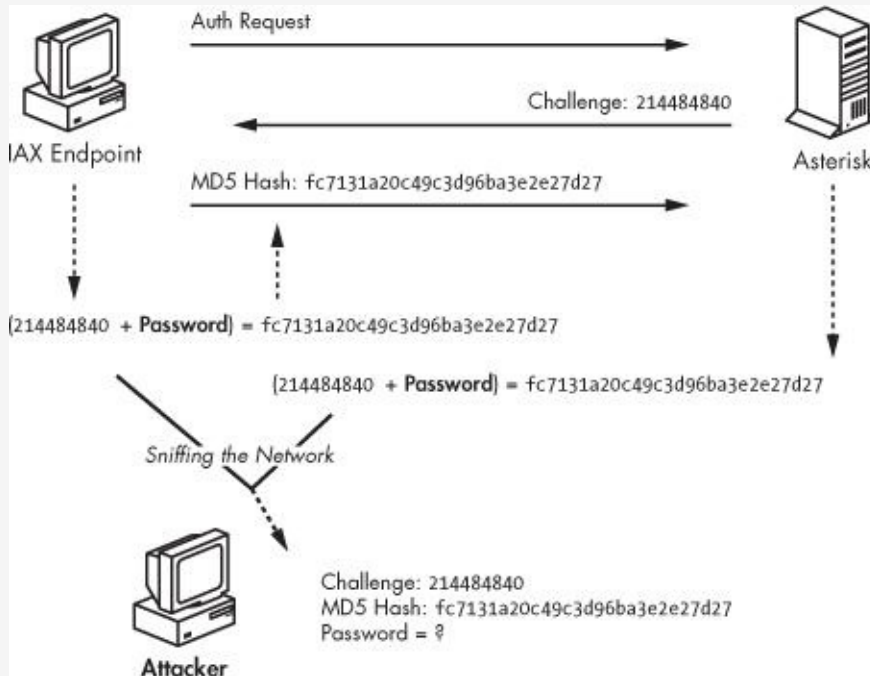 Auth Request
Challenge: 214484840
IAX Endpoint
Asterisk
MD5 Hash: fc7131a20c49c3d96ba3e2e27d27
(214484840 + Password) = fc7131a20c49c3d96ba3e2e27d27
(214484840 + Password) = fc7131a20c49c3d96ba3e2e27d27
Sniffing the Network
Challenge: 214484840
MD5 Hash: fc7131a20c49c3d96ba3e2e27d27
Password = ?
Attacker